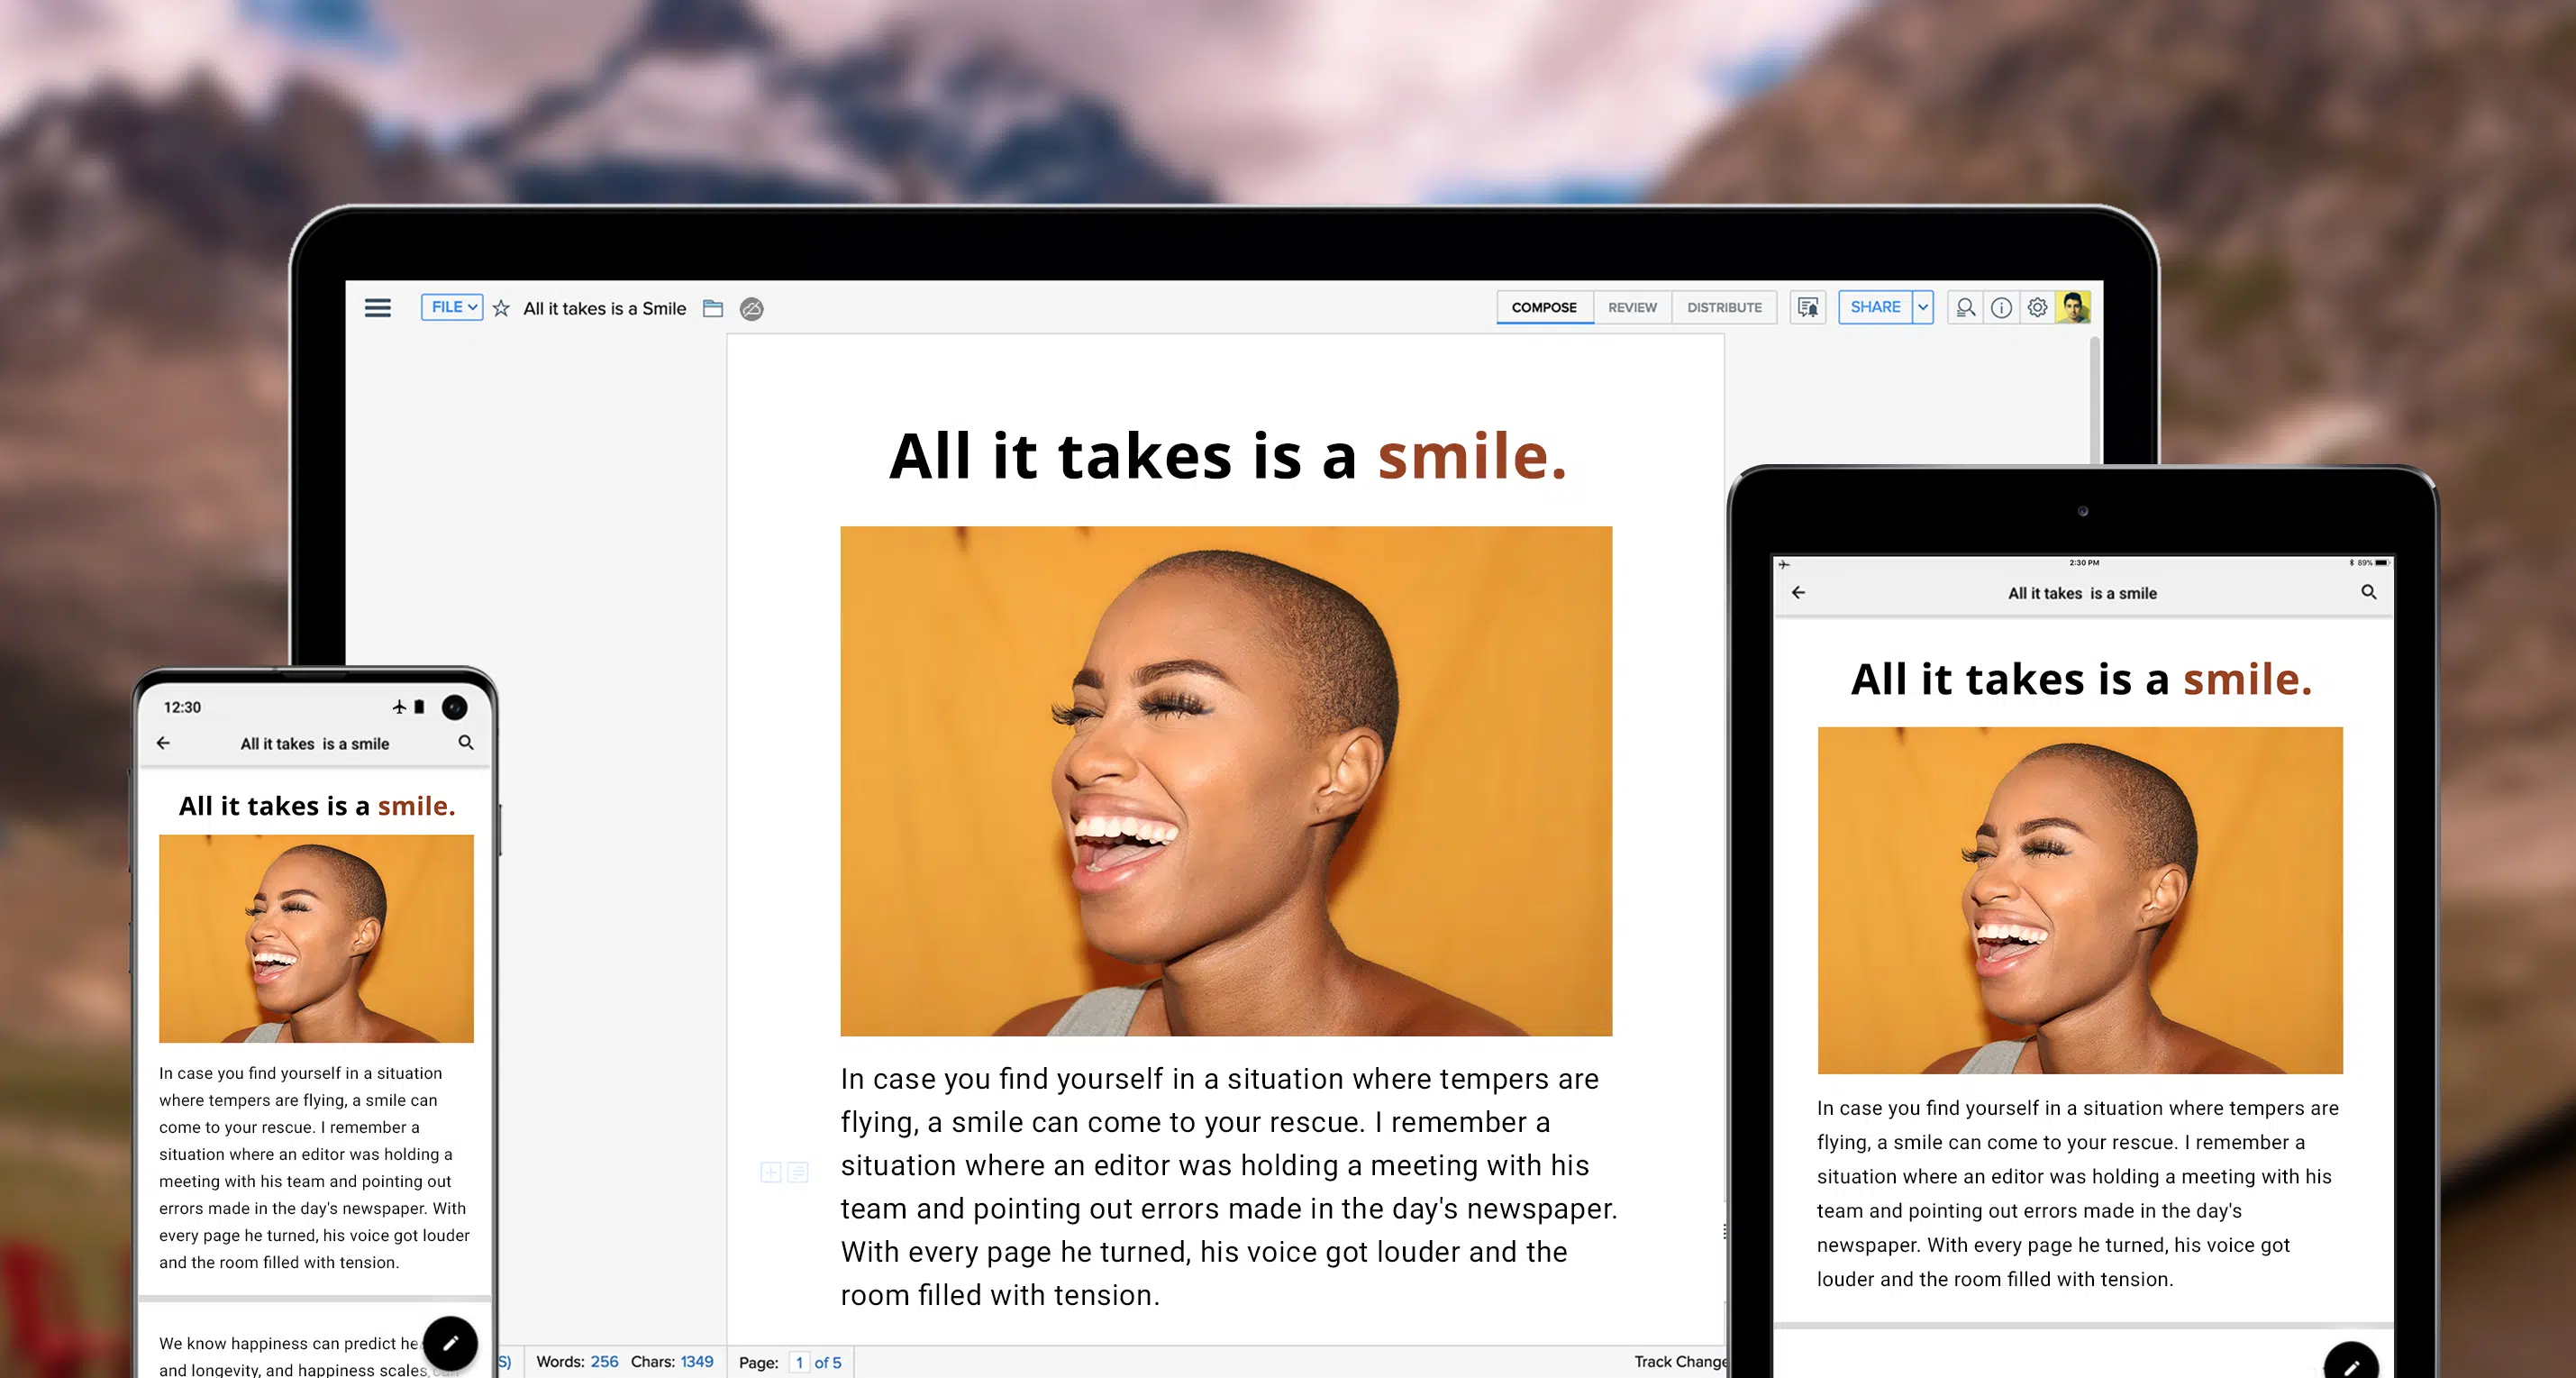 FILE All it takes is a Smile COMPOSE REVIEW DISTRIBUTE SHARE
All it takes is a smile.
In case you find yourself in a situation where tempers are
flying, a smile can come to your rescue. I remember a
situation where an editor was holding a meeting with his
team and pointing out errors made in the day's newspaper.
With every page he turned, his voice got louder and the
room filled with tension.
S) Words: 256 Chars: 1349 Page: 1 of 5 Track Change
12:30
All it takes is a smile
All it takes is a smile.
In case you find yourself in a situation
where tempers are flying, a smile can
come to your rescue. I remember a
situation where an editor was holding a
meeting with his team and pointing out
errors made in the day's newspaper. With
every page he turned, his voice got louder
and the room filled with tension.
We know happiness can predict he
and longevity, and happiness scales can
2:30 PM 89%
All it takes is a smile
All it takes is a smile.
In case you find yourself in a situation where tempers are
flying, a smile can come to your rescue. I remember a
situation where an editor was holding a meeting with his
team and pointing out errors made in the day's
newspaper. With every page he turned, his voice got
louder and the room filled with tension.